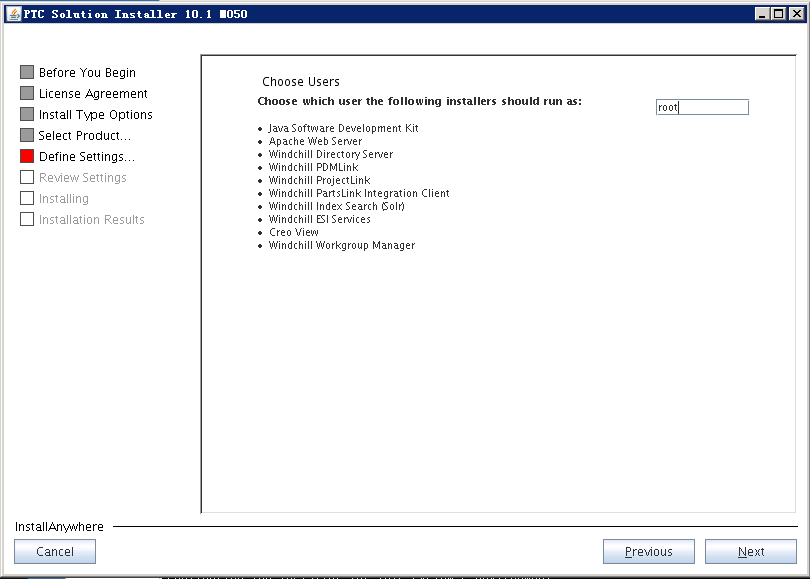 PTC Solution Installer 10.1 M050
Before You Begin
License Agreement
Install Type Options
Select Product...
Define Settings...
Review Settings
Installing
Installation Results
Choose Users
Choose which user the following installers should run as:
root
Java Software Development Kit
Apache Web Server
Windchill Directory Server
Windchill PDMLink
Windchill ProjectLink
Windchill PartsLink Integration Client
Windchill Index Search (Solr)
Windchill ESI Services
Creo View
Windchill Workgroup Manager
InstallAnywhere
Cancel
Previous
Next